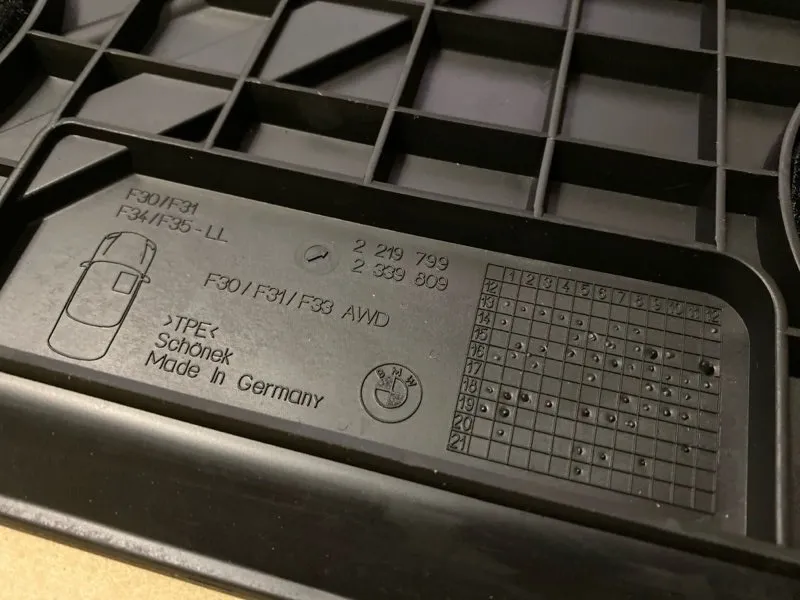 F30/F31
F34/F35-LL
2 219 799
2 339 809
F30/F31/F33 AWD
>TPE<
Schönek
Made In Germany
BMW
1 2 3 4 5 6 7 8 9 10 11 12
12
13
14
15
16
17
18
19
20
21